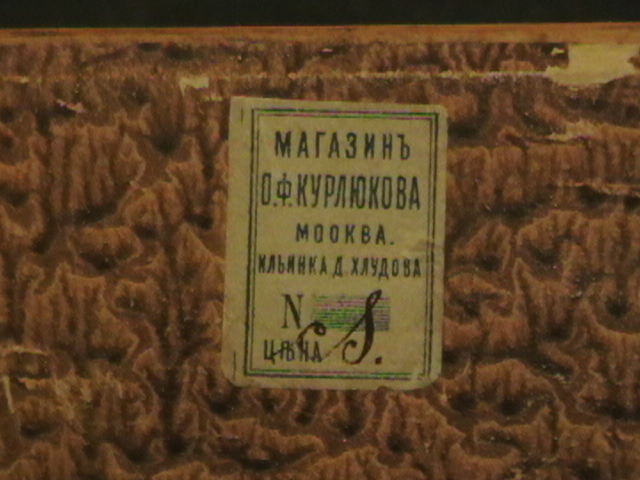 МАГАЗИНЪ
О.Ф.КУРЛЮКОВА
МОСКВА.
ИЛЬИНКА Д. ХЛУДОВА
N
ЦѢНА S.